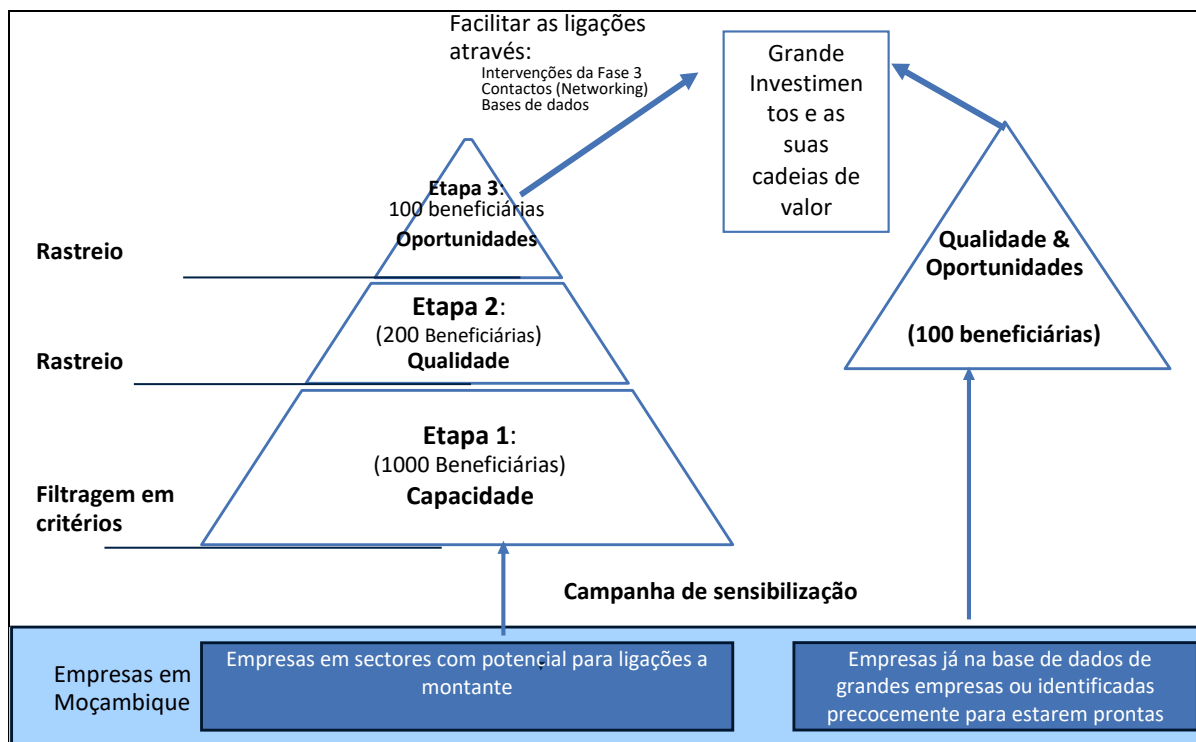 Facilitar as ligações
através:
Intervenções da Fase 3
Contactos (Networking)
Bases de dados
Grande
Investimen
tos e as
suas
cadeias de
valor
Etapa 3:
100 beneficiárias
Oportunidades
Rastreio
Qualidade &
Oportunidades
(100 beneficiárias)
Etapa 2:
(200 Beneficiárias)
Qualidade
Rastreio
Etapa 1:
(1000 Beneficiárias)
Capacidade
Filtragem em
critérios
Campanha de sensibilização
Empresas em
Moçambique
Empresas em sectores com potencial para ligações a
montante
Empresas já na base de dados de
grandes empresas ou identificadas
precocemente para estarem prontas